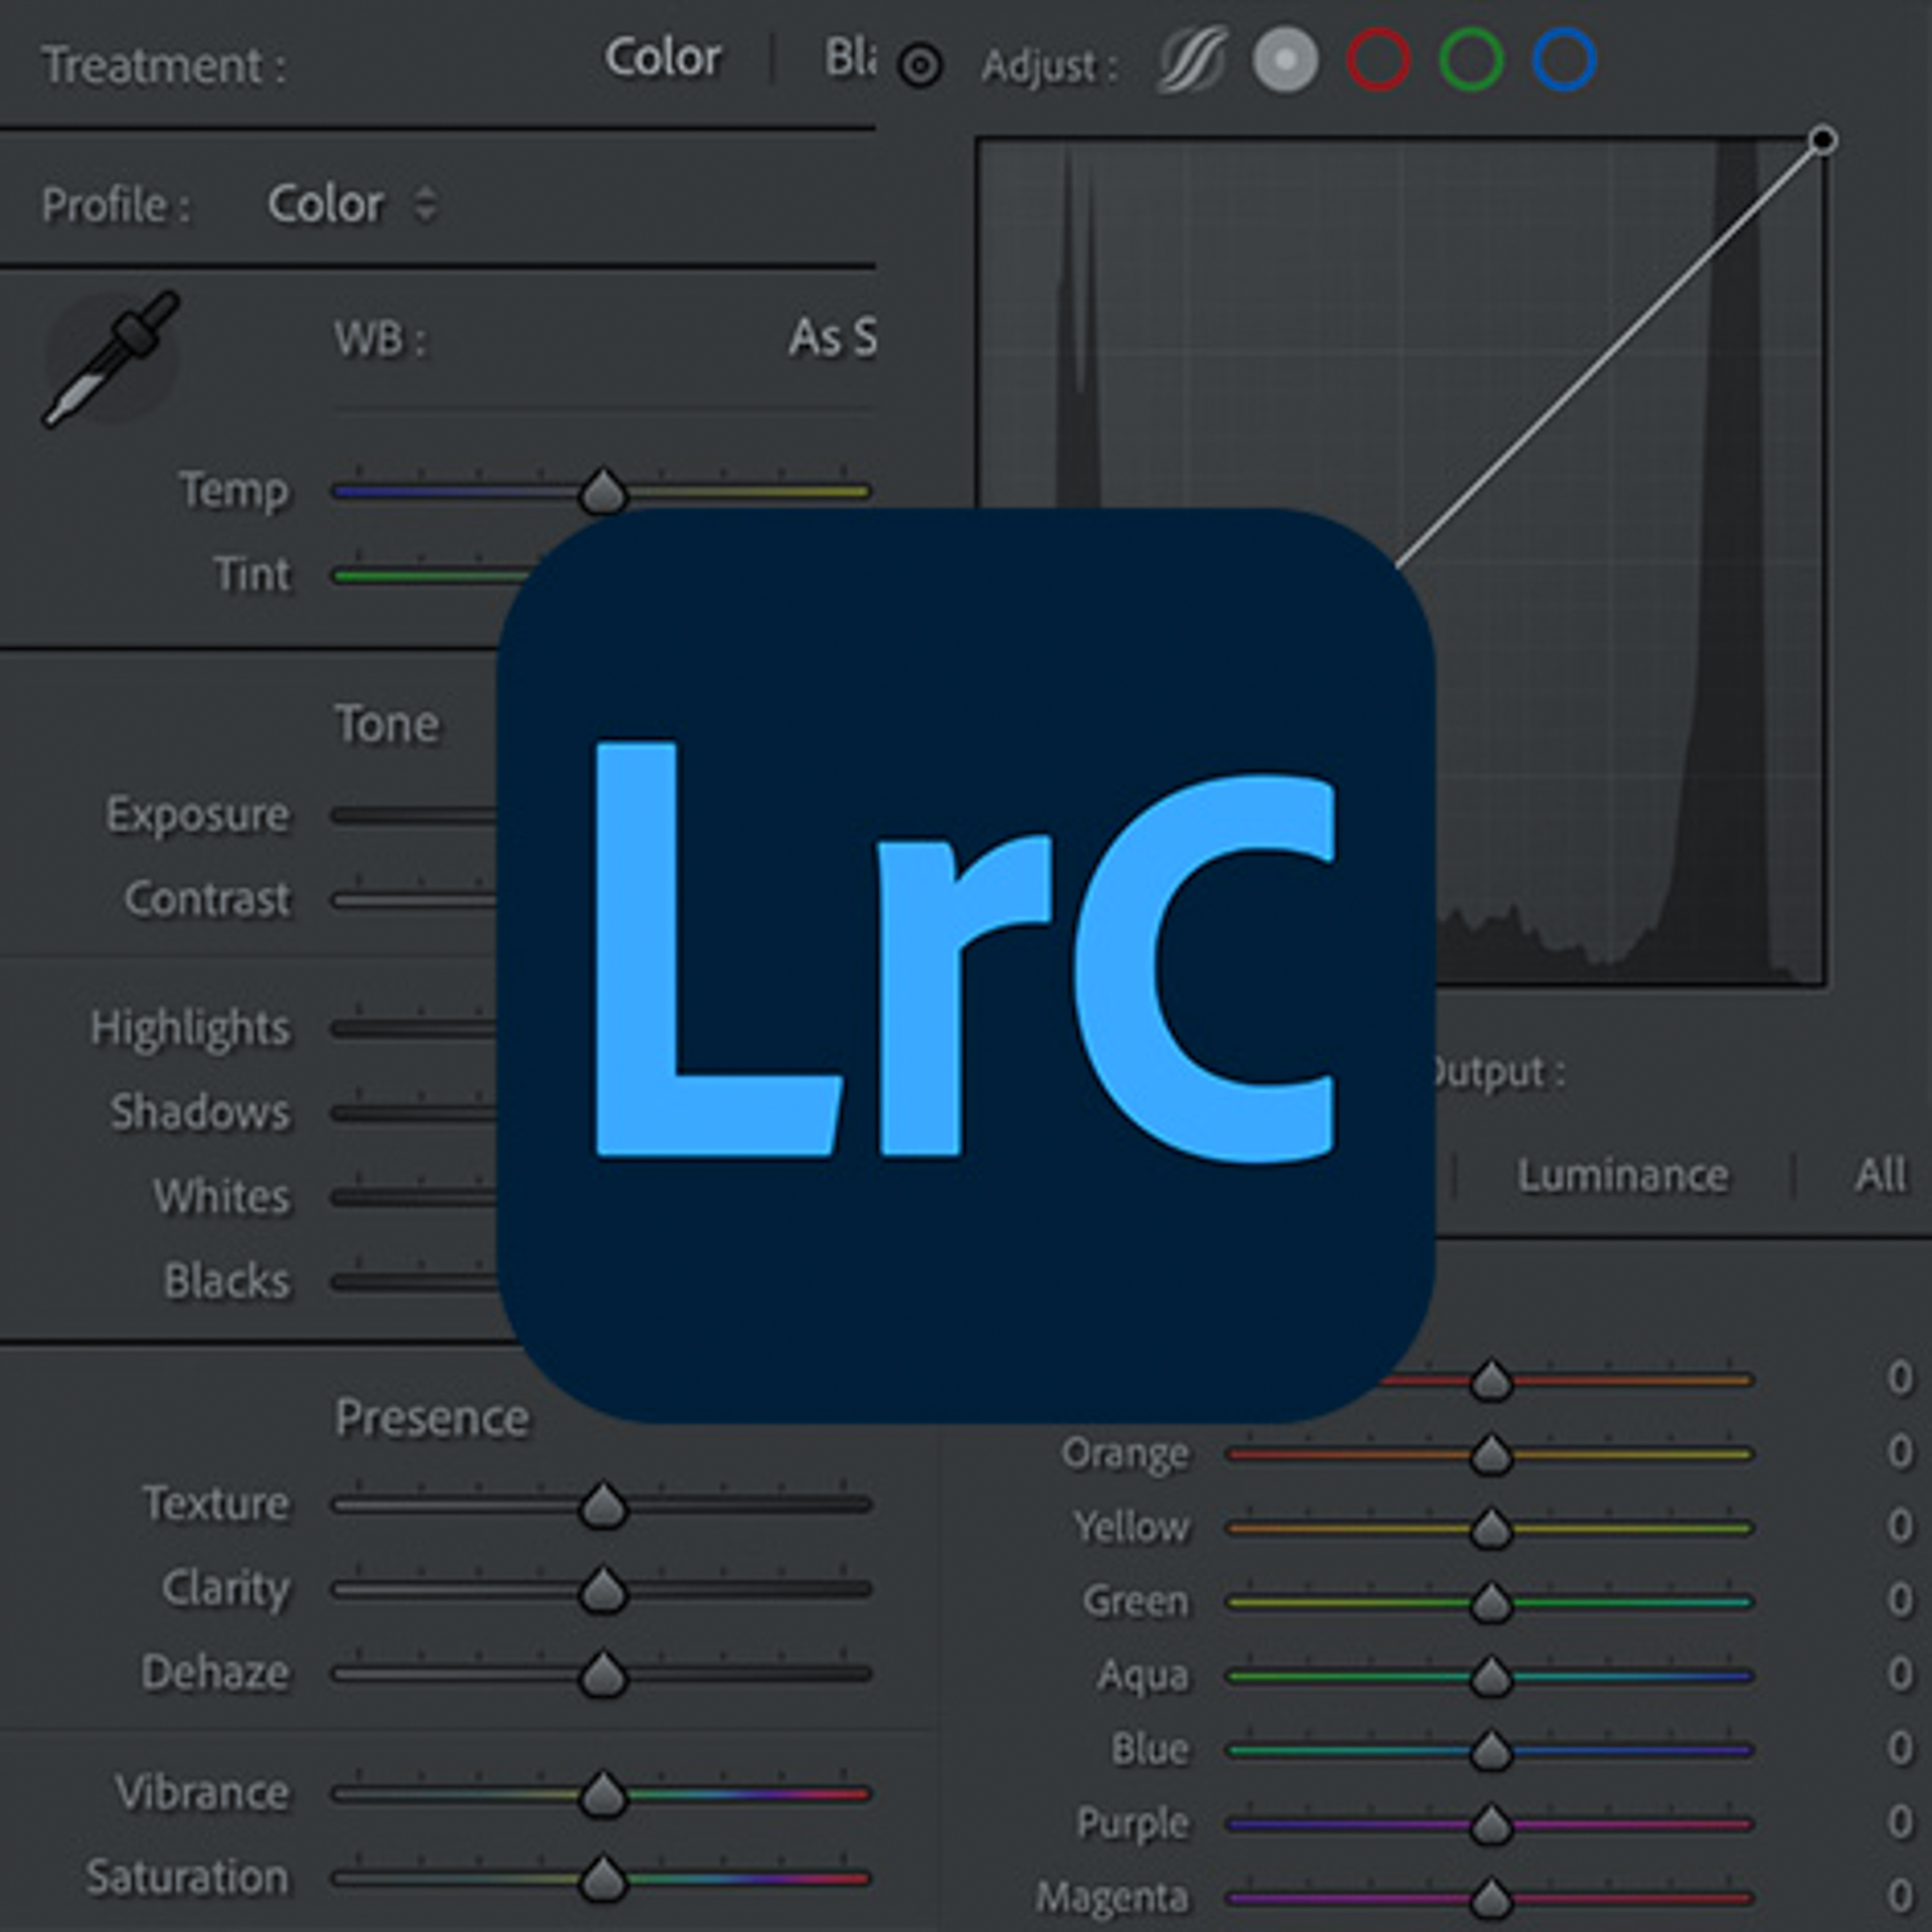 Treatment : Color Bla
Profile : Color
WB : As S
Temp
Tint
Tone
Exposure
Contrast
Highlights
Shadows
Whites
Blacks
Presence
Texture
Clarity
Dehaze
Vibrance
Saturation
Adjust :
LrC
Output :
Luminance All
0
Orange 0
Yellow 0
Green 0
Aqua 0
Blue 0
Purple 0
Magenta 0